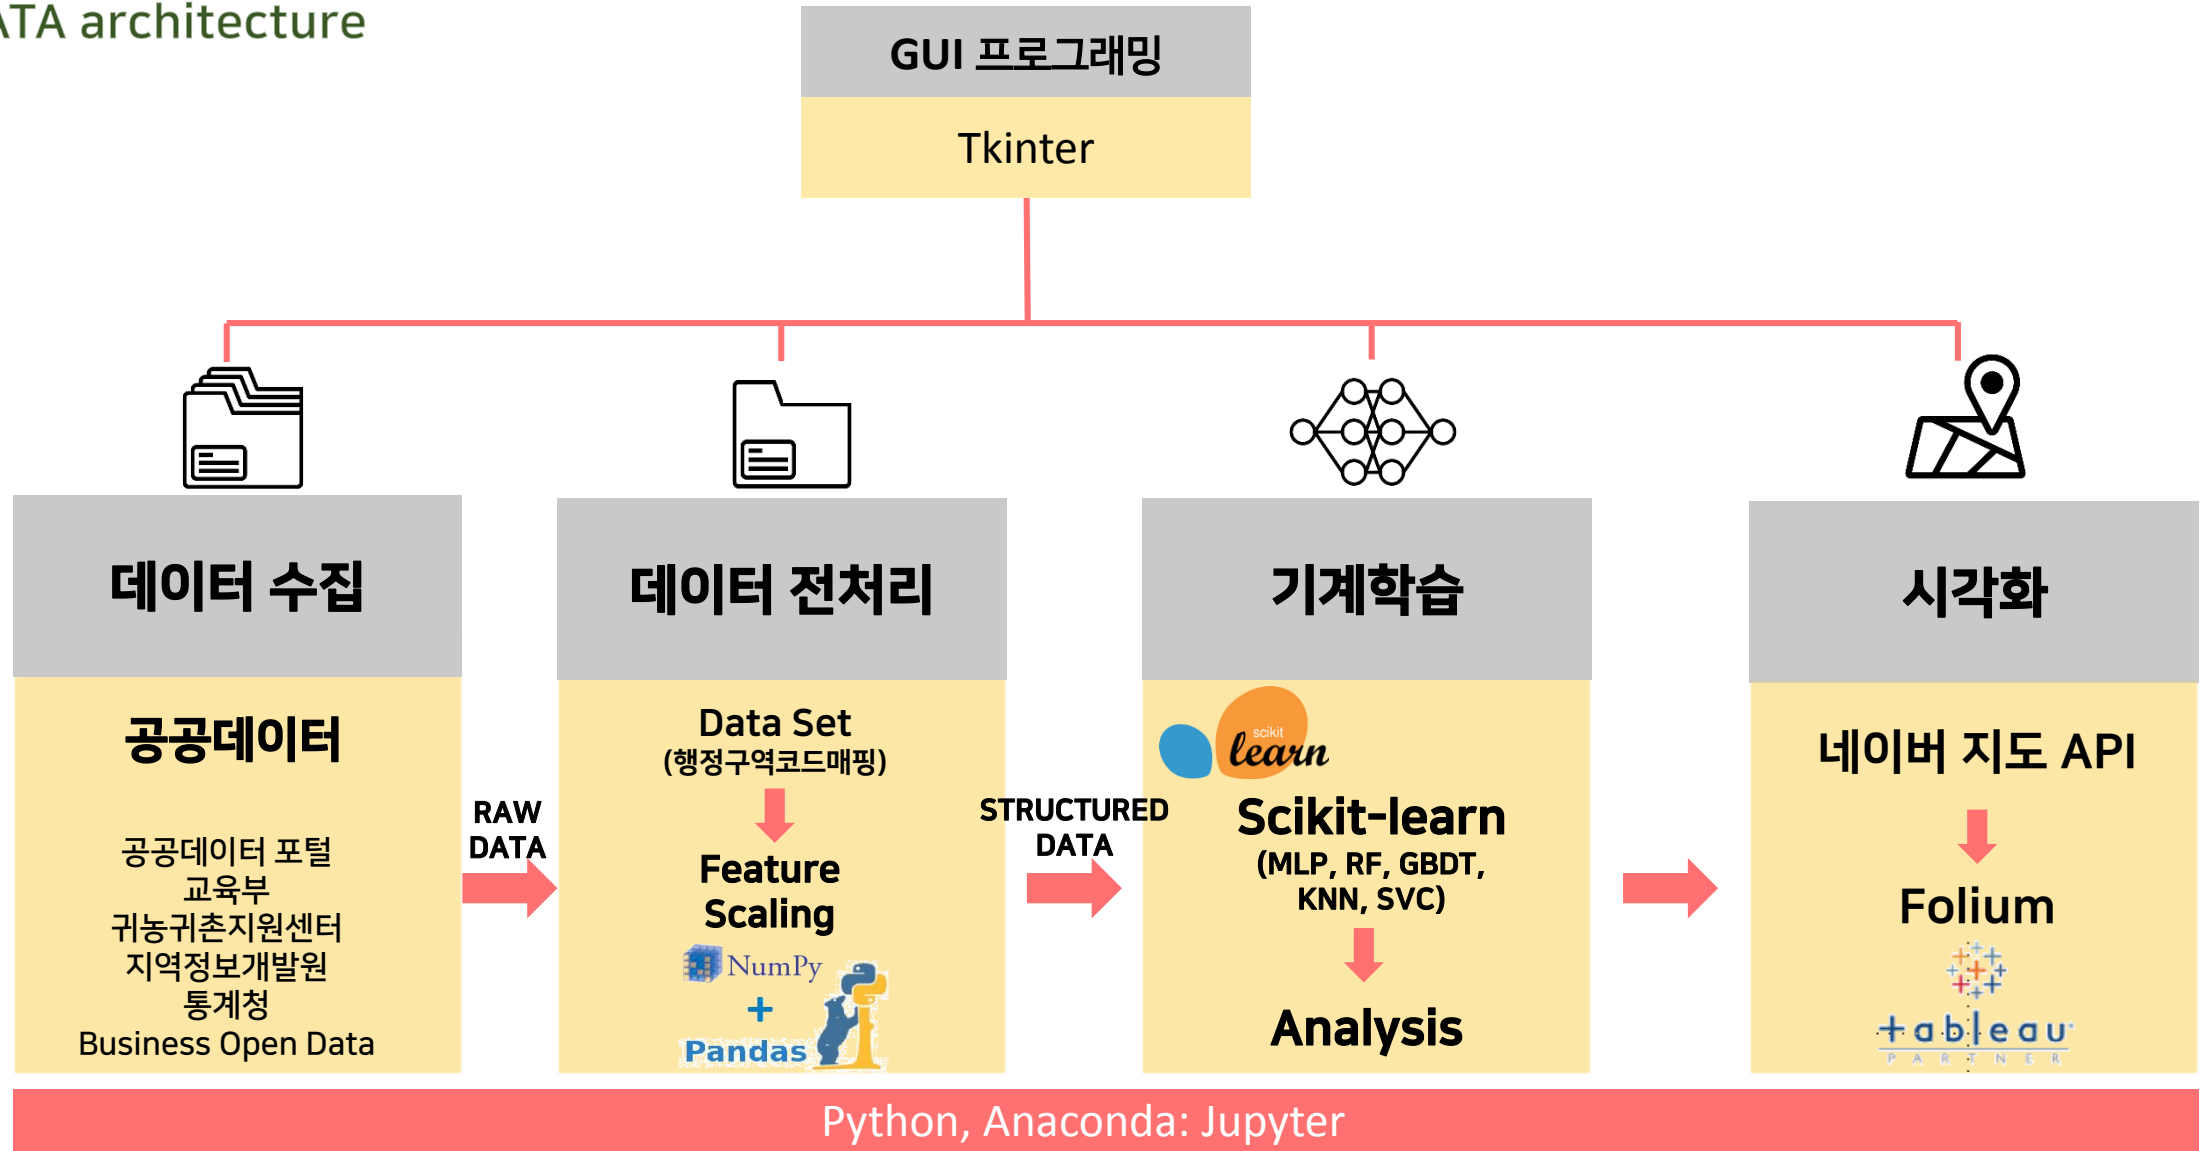 ATA architecture
GUI 프로그래밍
Tkinter
데이터 수집
공공데이터
공공데이터 포털
교육부
귀농귀촌지원센터
지역정보개발원
통계청
Business Open Data
RAW
DATA
데이터 전처리
Data Set
(행정구역코드매핑)
Feature
Scaling
NumPy
+
Pandas
STRUCTURED
DATA
기계학습
scikit
learn
Scikit-learn
(MLP, RF, GBDT,
KNN, SVC)
Analysis
시각화
네이버 지도 API
Folium
+ableau
PARTNER
Python, Anaconda: Jupyter